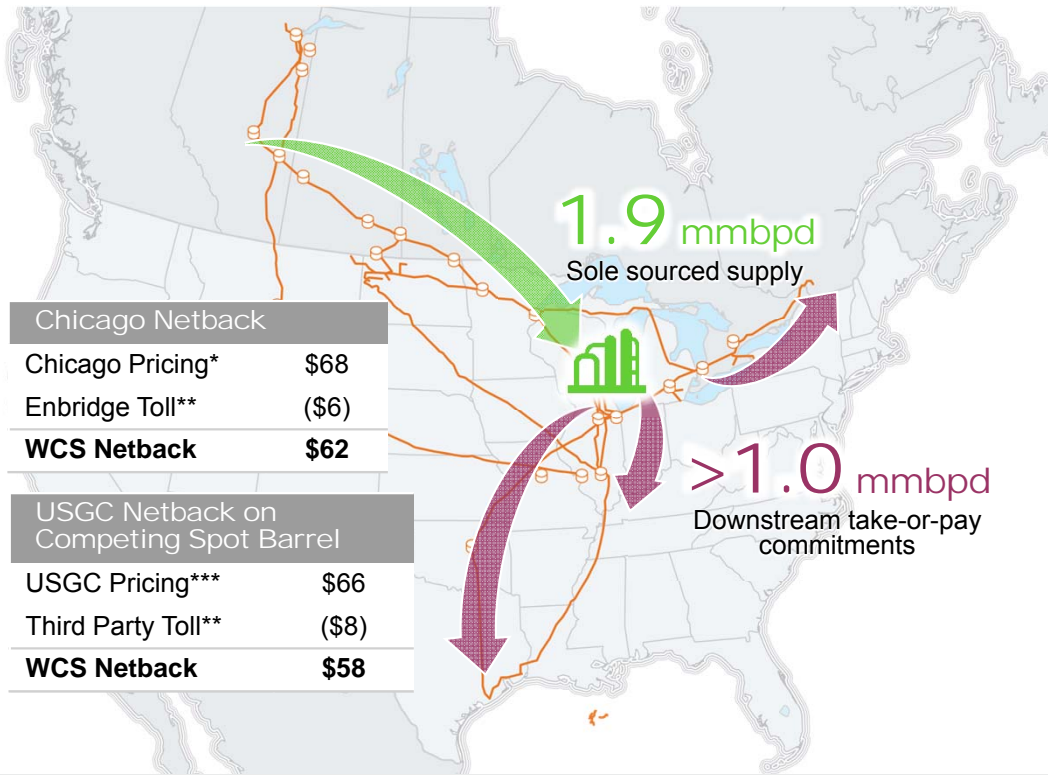 1.9 mmbpd
Sole sourced supply
Chicago Netback
Chicago Pricing* $68
Enbridge Toll** ($6)
WCS Netback $62
USGC Netback on
Competing Spot Barrel
USGC Pricing*** $66
Third Party Toll** ($8)
WCS Netback $58
>1.0 mmbpd
Downstream take-or-pay
commitments